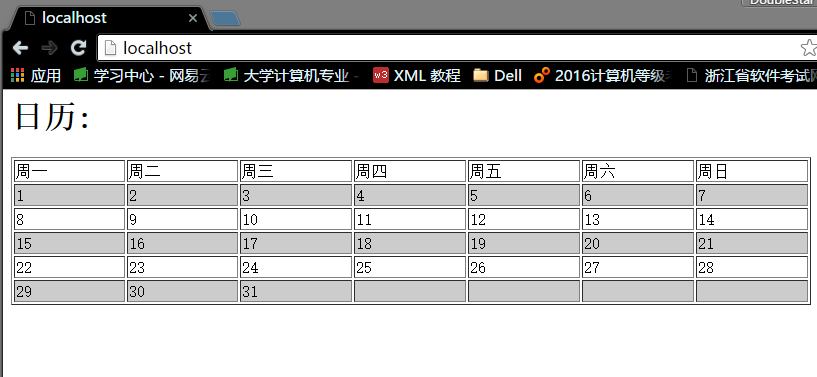 DoubleStar
localhost
localhost
应用 学习中心 - 网易云 大学计算机专业 - XML 教程 Dell 2016计算机等级考 浙江省软件考试网
日历:
周一 周二 周三 周四 周五 周六 周日
1 2 3 4 5 6 7
8 9 10 11 12 13 14
15 16 17 18 19 20 21
22 23 24 25 26 27 28
29 30 31